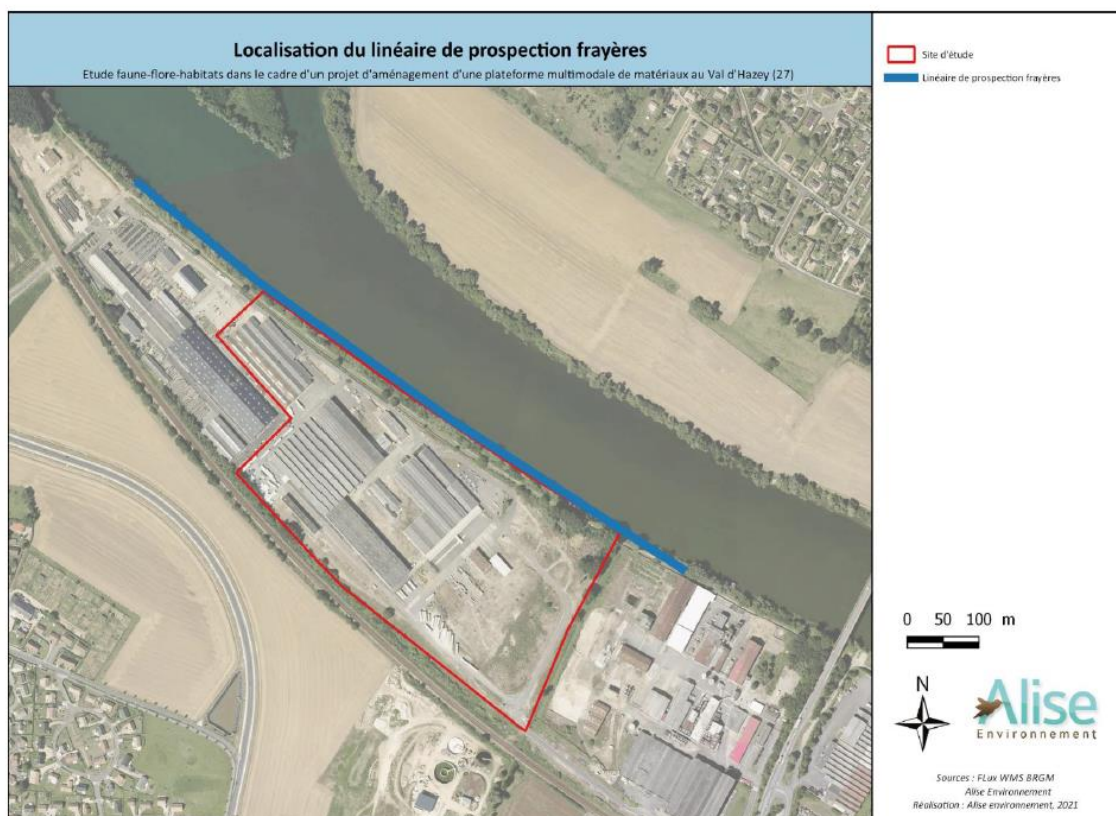 Localisation du linéaire de prospection frayères
Etude faune-flore-habitats dans le cadre d'un projet d'aménagement d'une plateforme multimodale de matériaux au Val d'Hazey (27)
Site d'étude
Linéaire de prospection frayères
0 50 100 m
N
Alise
Environnement
Sources : FLux WMS BRGM
Alise Environnement
Réalisation : Alise environnement, 2021